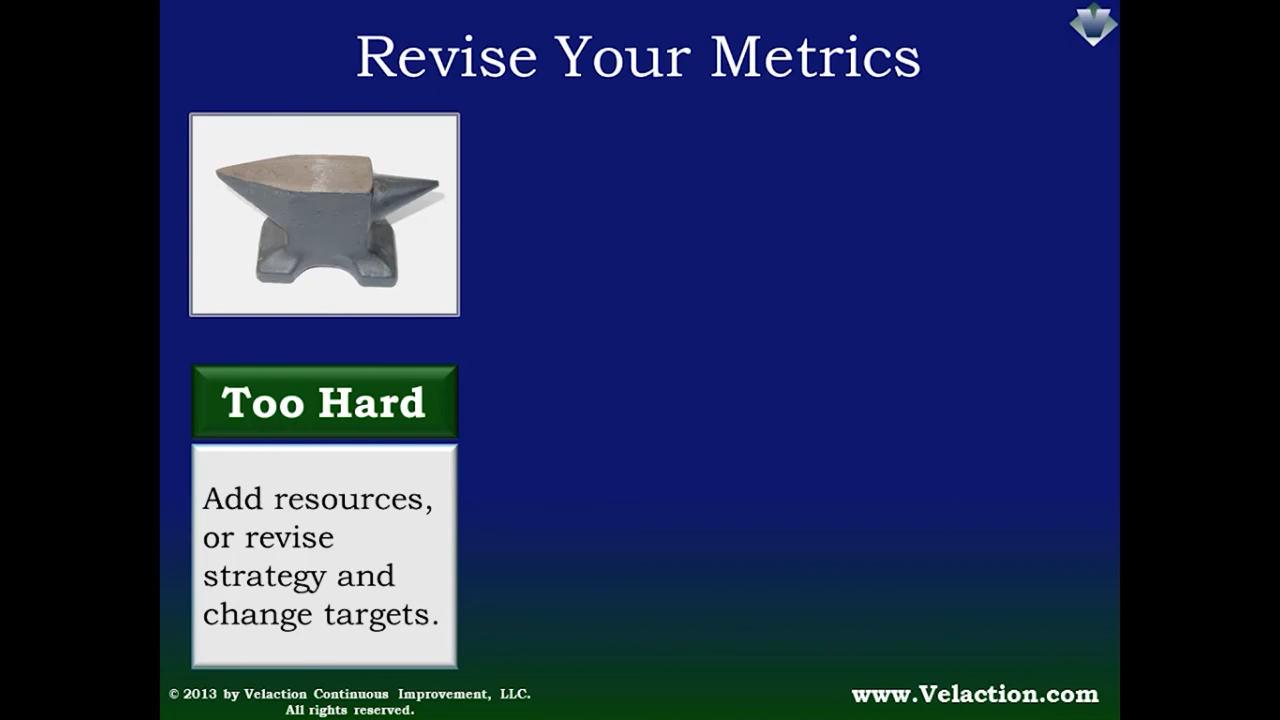 Revise Your Metrics
Too Hard
Add resources,
or revise
strategy and
change targets.
© 2013 by Velaction Continuous Improvement, LLC.
All rights reserved.
www.Velaction.com